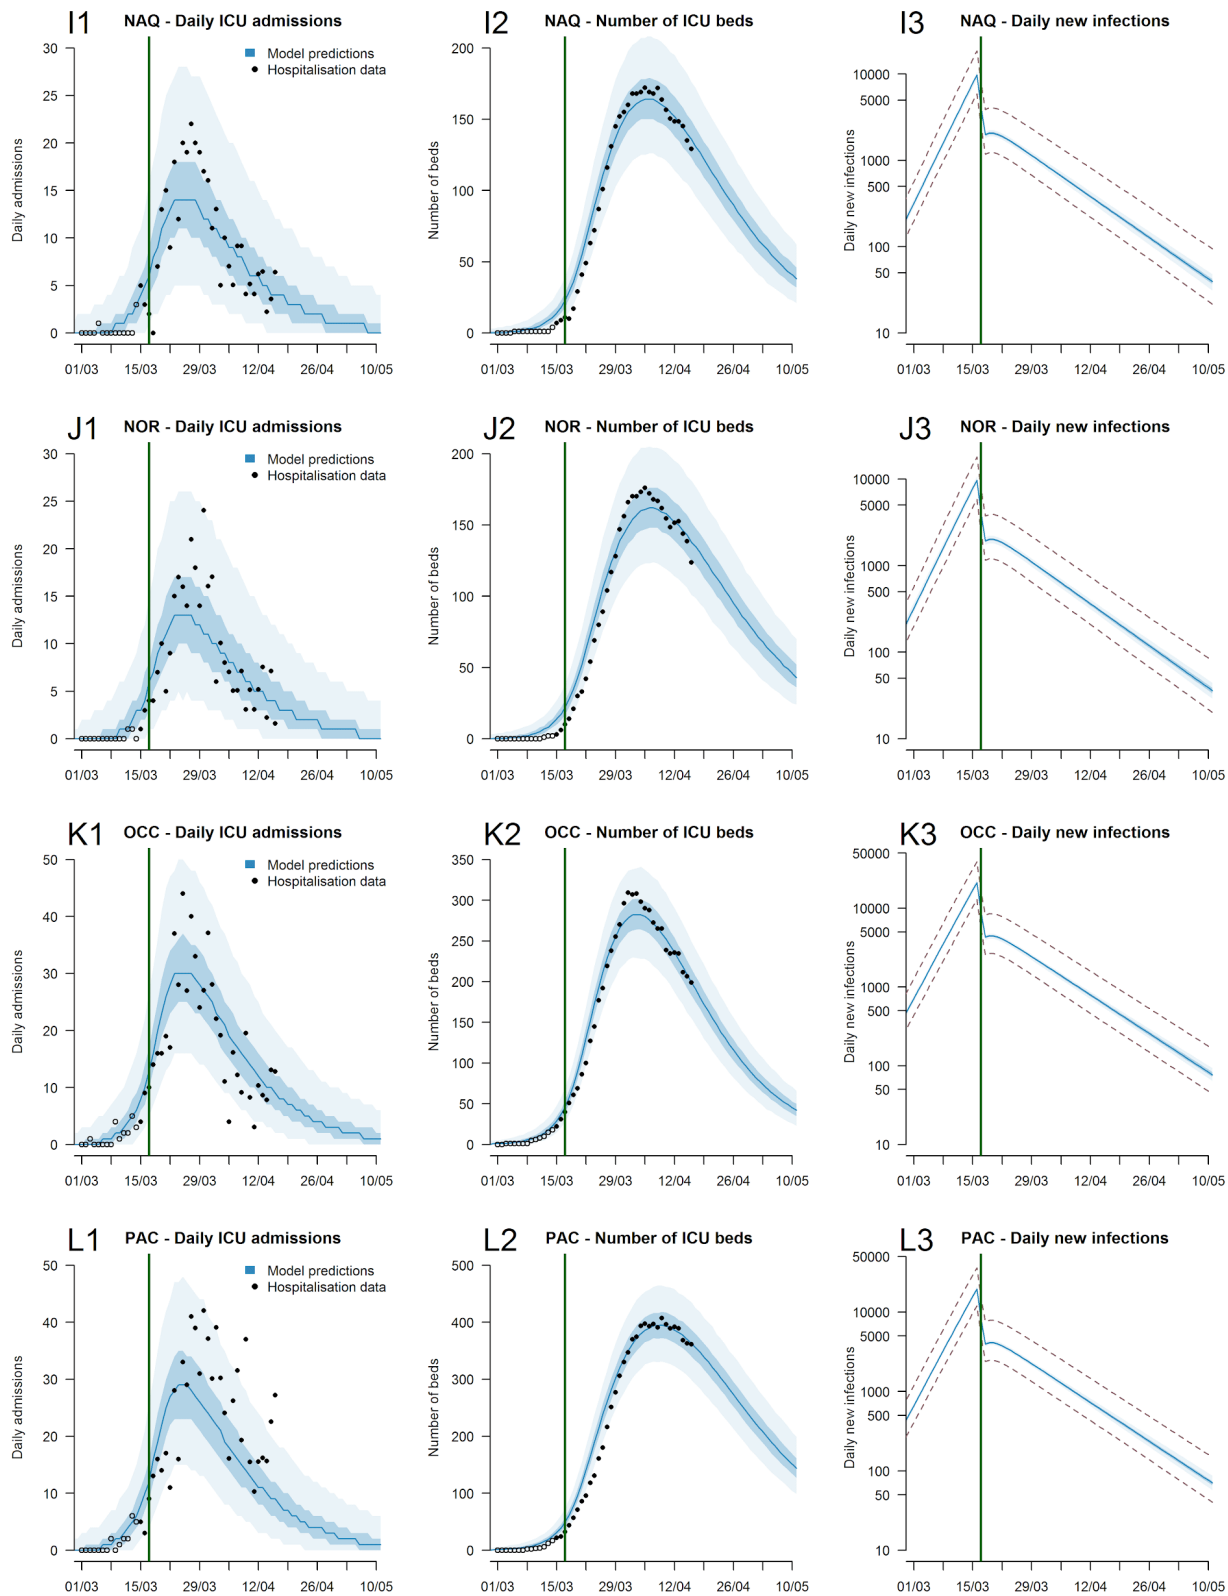 I1 NAQ - Daily ICU admissions
Model predictions
Hospitalisation data
Daily admissions
30
25
20
15
10
5
0
01/03 15/03 29/03 12/04 26/04 10/05
I2 NAQ - Number of ICU beds
Number of beds
200
150
100
50
0
01/03 15/03 29/03 12/04 26/04 10/05
I3 NAQ - Daily new infections
Daily new infections
10000
5000
1000
500
100
50
10
01/03 15/03 29/03 12/04 26/04 10/05
J1 NOR - Daily ICU admissions
Model predictions
Hospitalisation data
Daily admissions
30
25
20
15
10
5
0
01/03 15/03 29/03 12/04 26/04 10/05
J2 NOR - Number of ICU beds
Number of beds
200
150
100
50
0
01/03 15/03 29/03 12/04 26/04 10/05
J3 NOR - Daily new infections
Daily new infections
10000
5000
1000
500
100
50
10
01/03 15/03 29/03 12/04 26/04 10/05
K1 OCC - Daily ICU admissions
Model predictions
Hospitalisation data
Daily admissions
50
40
30
20
10
0
01/03 15/03 29/03 12/04 26/04 10/05
K2 OCC - Number of ICU beds
Number of beds
350
300
250
200
150
100
50
0
01/03 15/03 29/03 12/04 26/04 10/05
K3 OCC - Daily new infections
Daily new infections
50000
10000
5000
1000
500
100
50
10
01/03 15/03 29/03 12/04 26/04 10/05
L1 PAC - Daily ICU admissions
Model predictions
Hospitalisation data
Daily admissions
50
40
30
20
10
0
01/03 15/03 29/03 12/04 26/04 10/05
L2 PAC - Number of ICU beds
Number of beds
500
400
300
200
100
0
01/03 15/03 29/03 12/04 26/04 10/05
L3 PAC - Daily new infections
Daily new infections
50000
10000
5000
1000
500
100
50
10
01/03 15/03 29/03 12/04 26/04 10/05